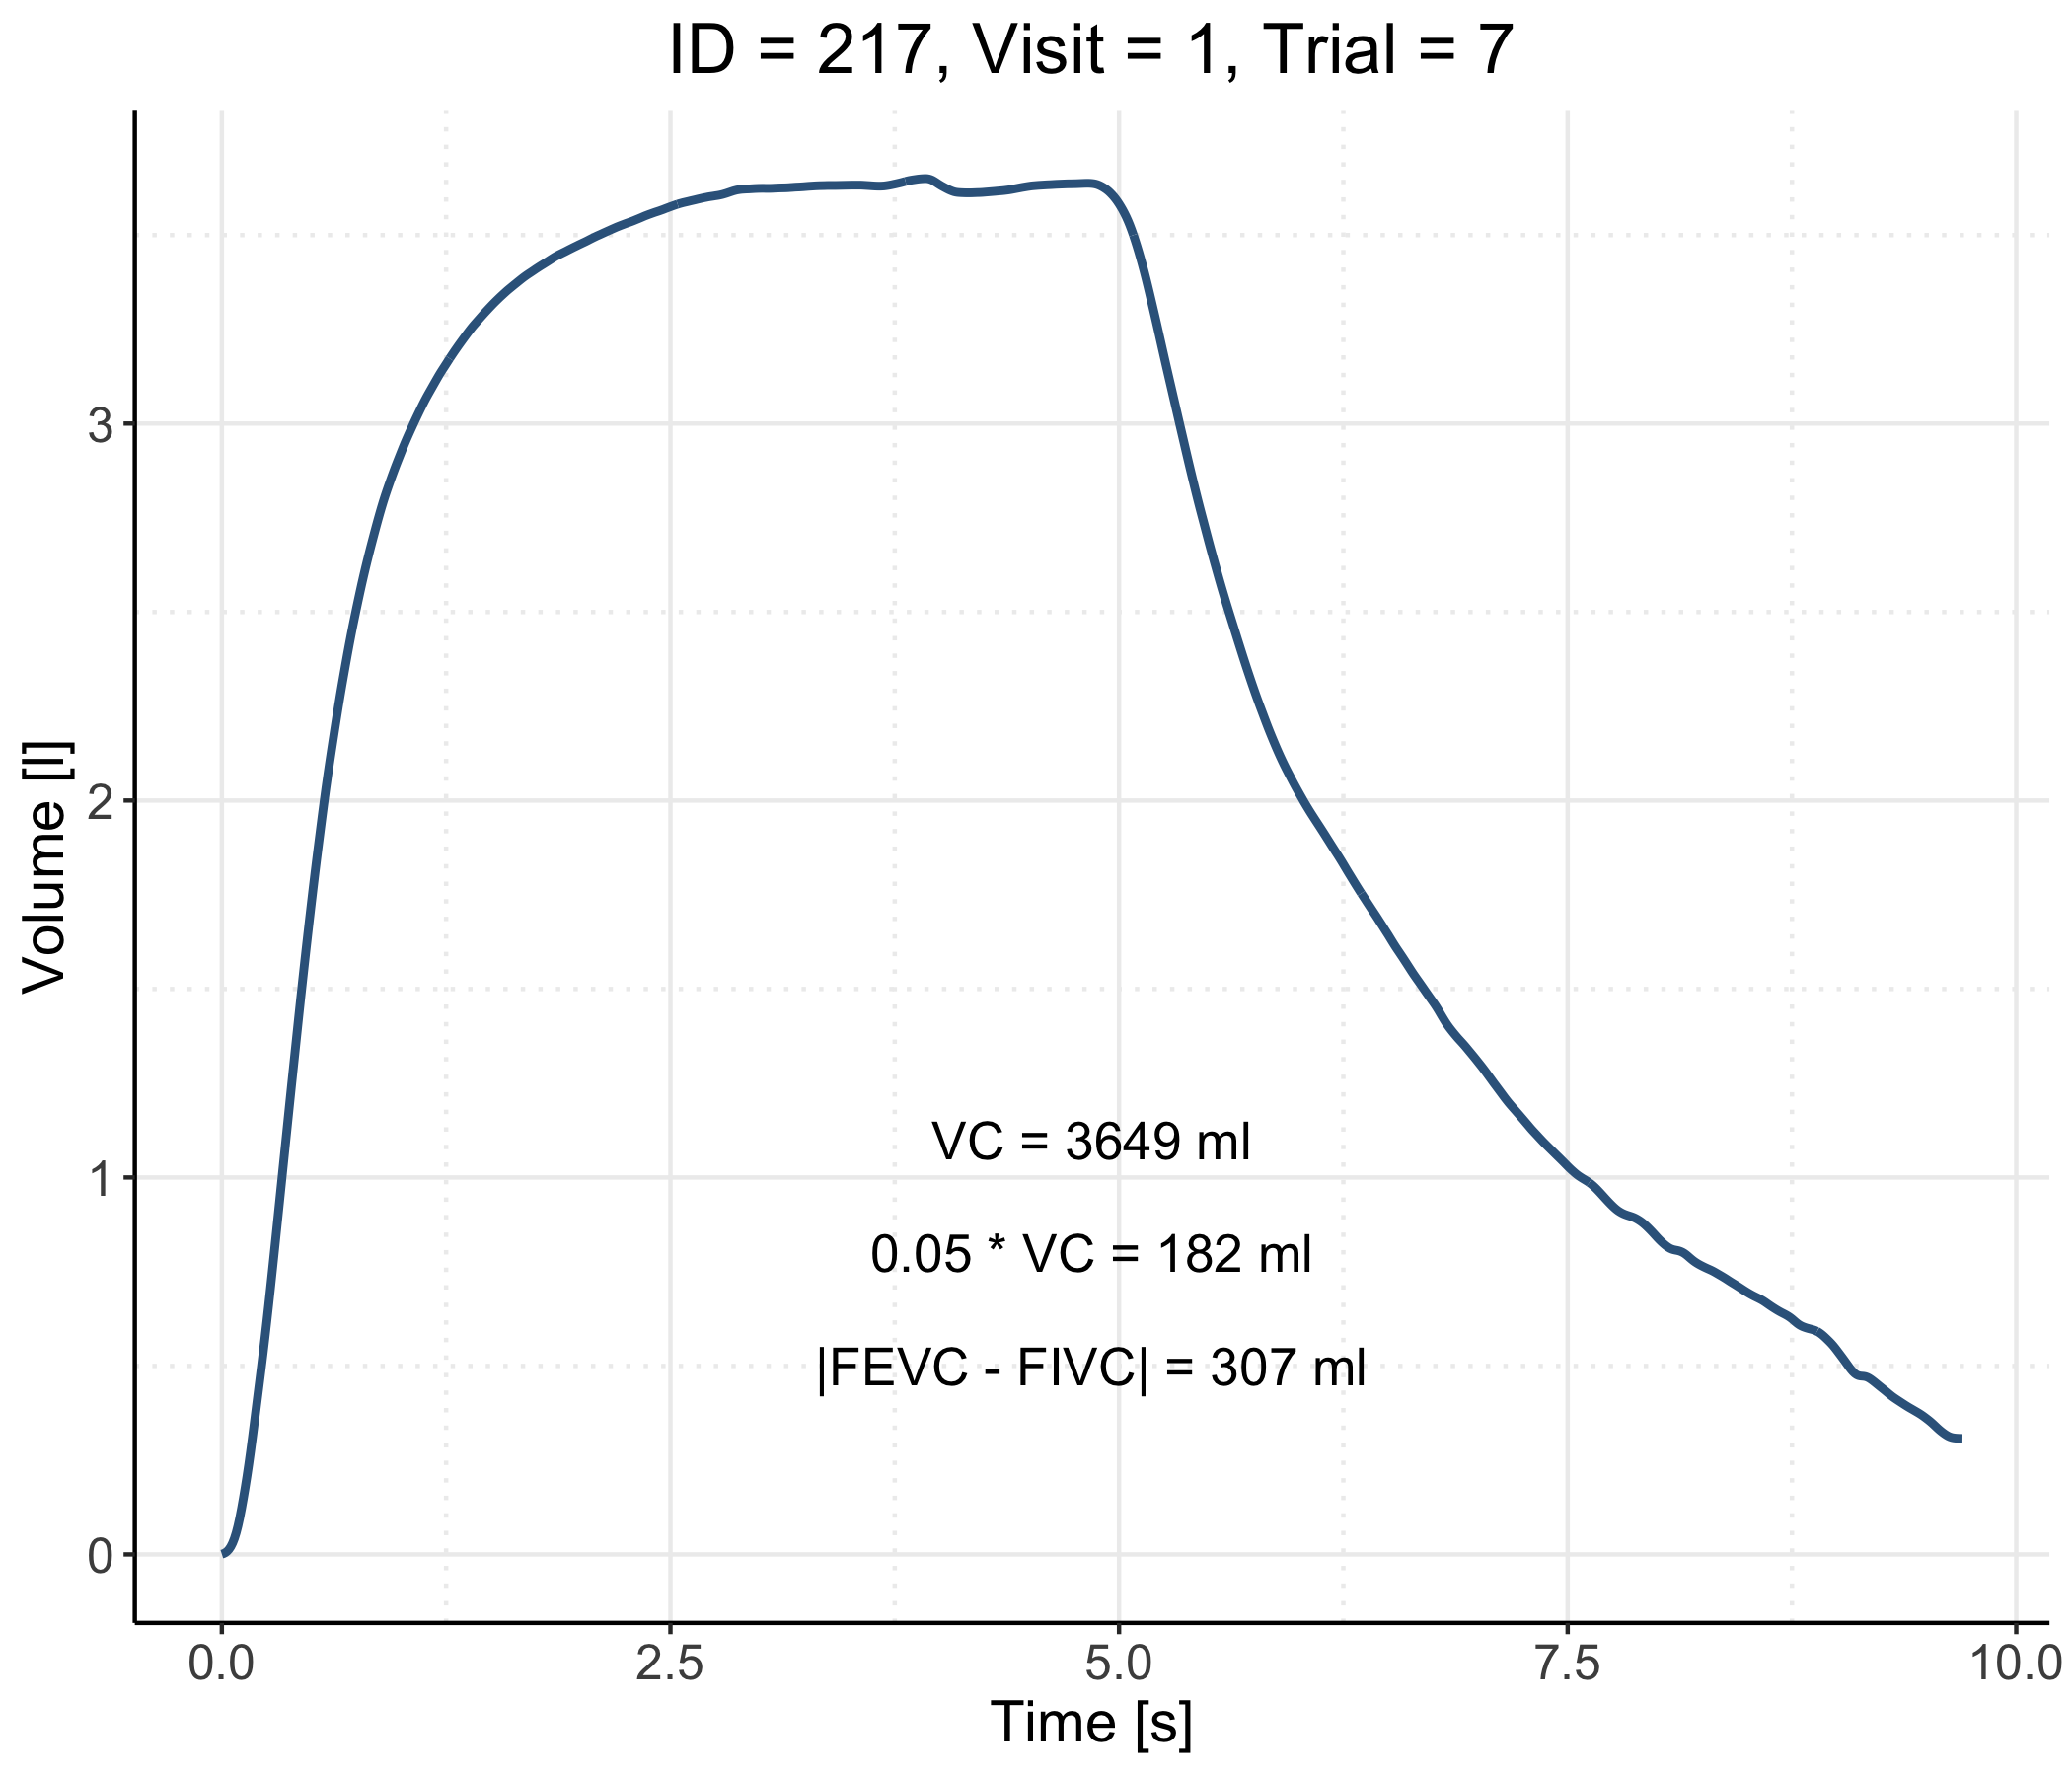 ID = 217, Visit = 1, Trial = 7
Volume [l]
3
2
1
0
VC = 3649 ml
0.05 * VC = 182 ml
|FEVC - FIVC| = 307 ml
0.0 2.5 5.0 7.5 10.0
Time [s]